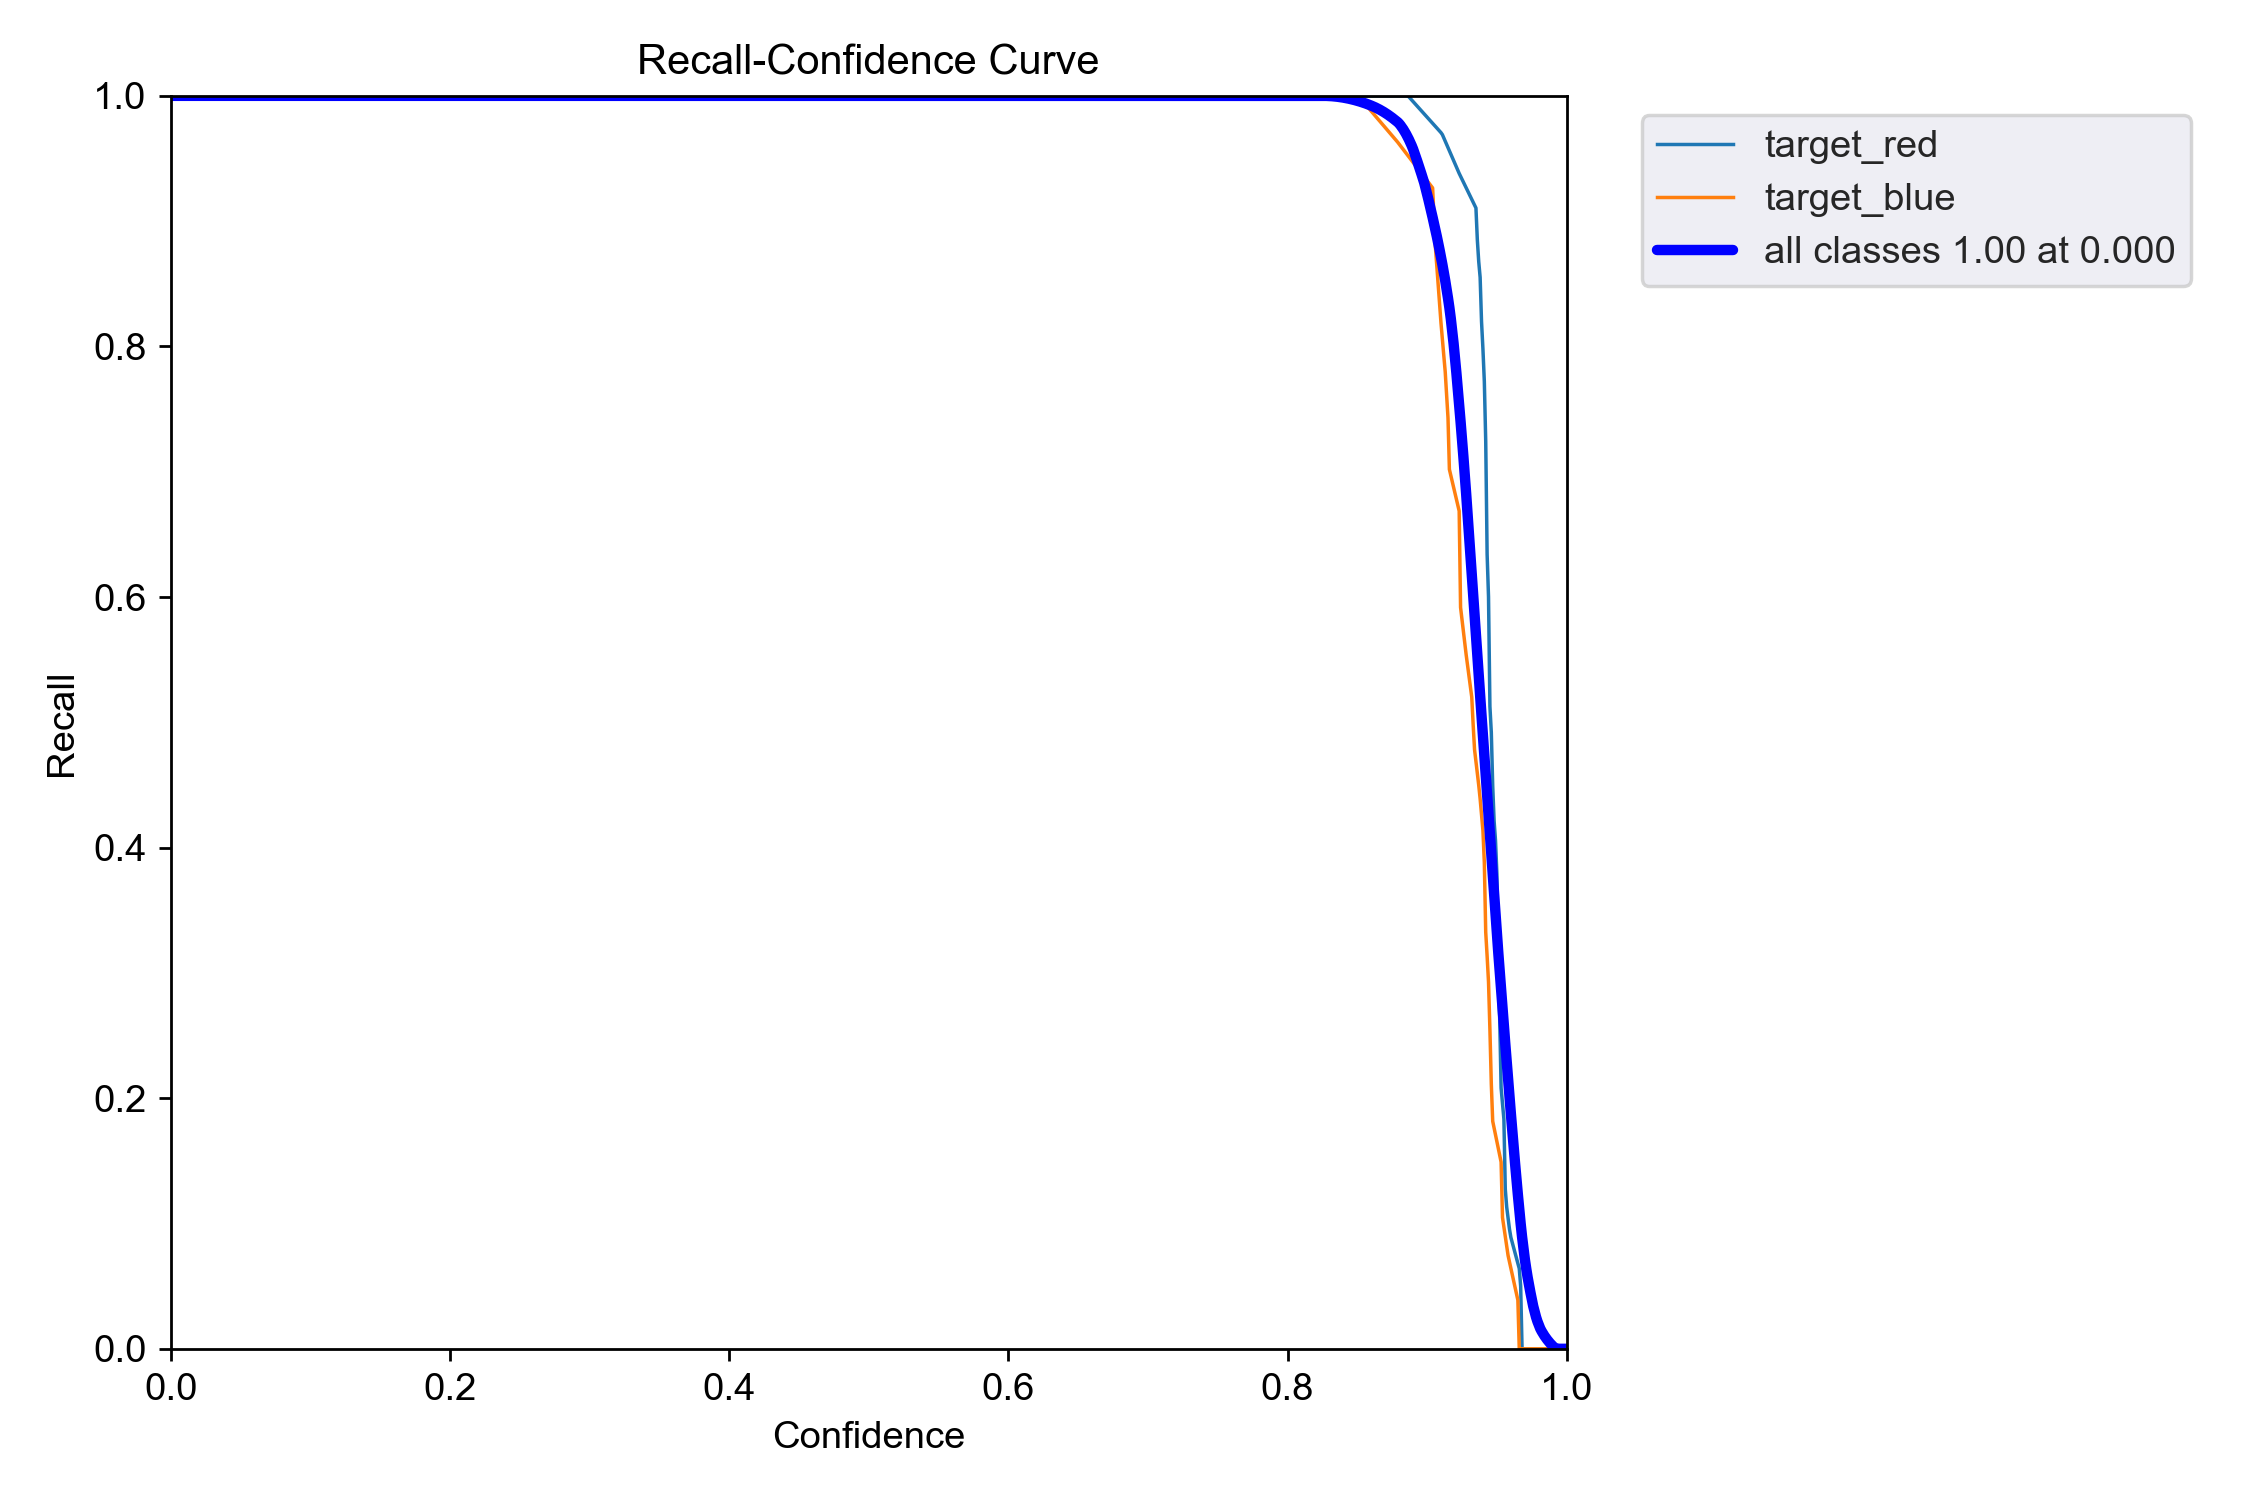 Recall-Confidence Curve
1.0
0.8
0.6
0.4
0.2
0.0
Recall
0.0 0.2 0.4 0.6 0.8 1.0
Confidence
target_red
target_blue
all classes 1.00 at 0.000